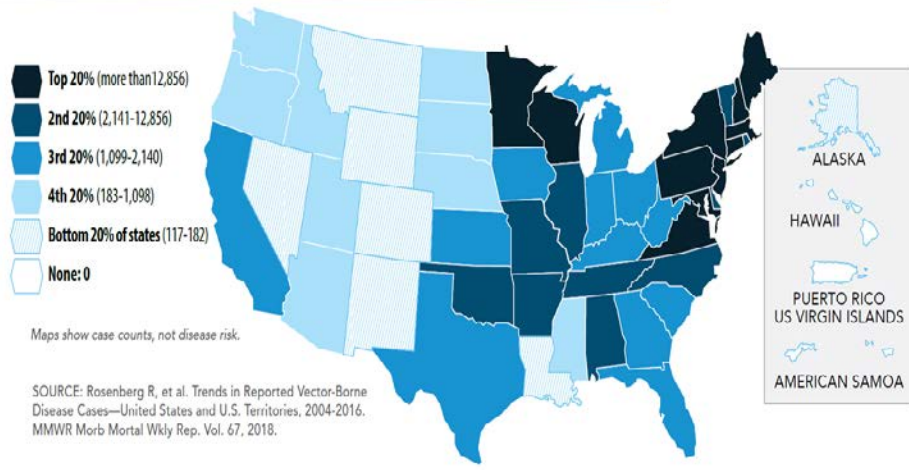 Top 20% (more than12,856)
2nd 20% (2,141-12,856)
3rd 20% (1,099-2,140)
4th 20% (183-1,098)
Bottom 20% of states (117-182)
None: 0
Maps show case counts, not disease risk.
SOURCE: Rosenberg R, et al. Trends in Reported Vector-Borne
Disease Cases—United States and U.S. Territories, 2004-2016.
MMWR Morb Mortal Wkly Rep. Vol. 67, 2018.
ALASKA
HAWAII
PUERTO RICO
US VIRGIN ISLANDS
AMERICAN SAMOA